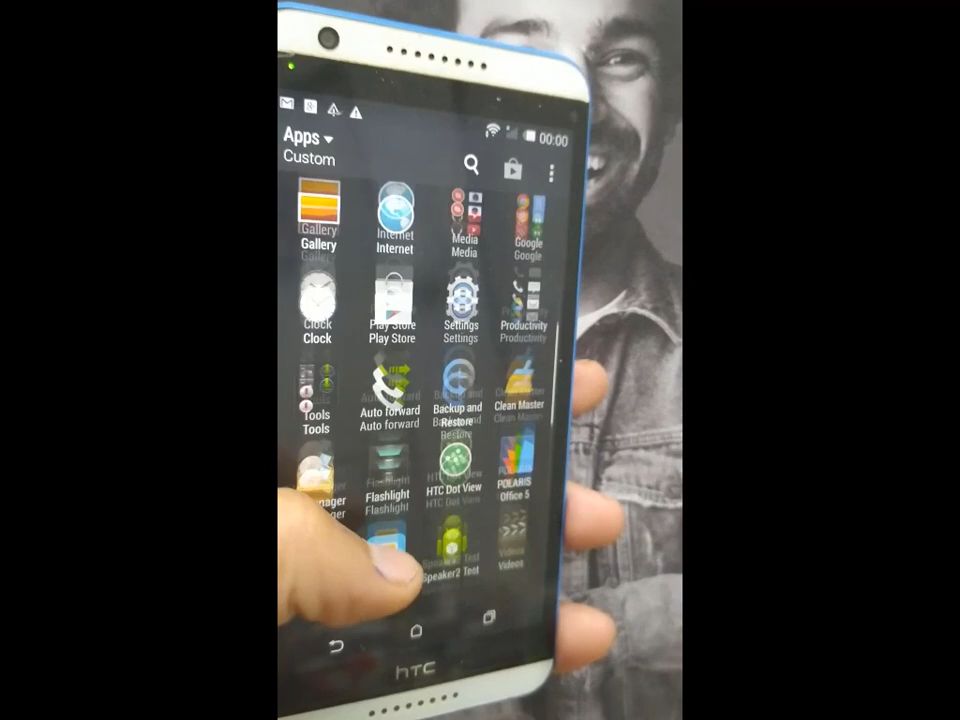 00:00
Apps
Custom
Gallery
Internet
Media
Google
Clock
Play Store
Settings
Productivity
Tools
Auto forward
Backup and
Restore
Clean Master
Flashlight
HTC Dot View
POLARIS
Office 5
Speaker2 Test
Videos
hTC